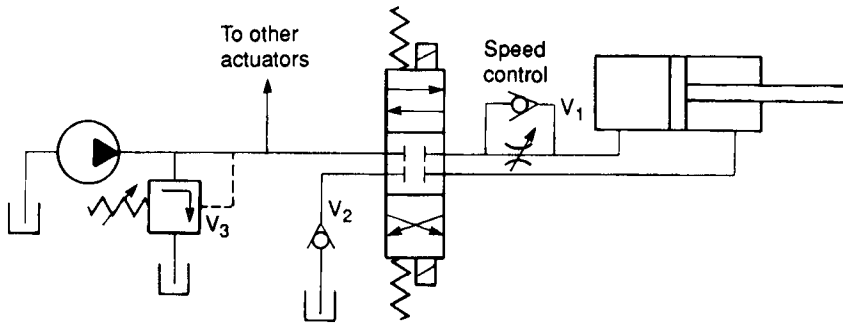 To other
actuators
Speed
control
V1
V2
V3